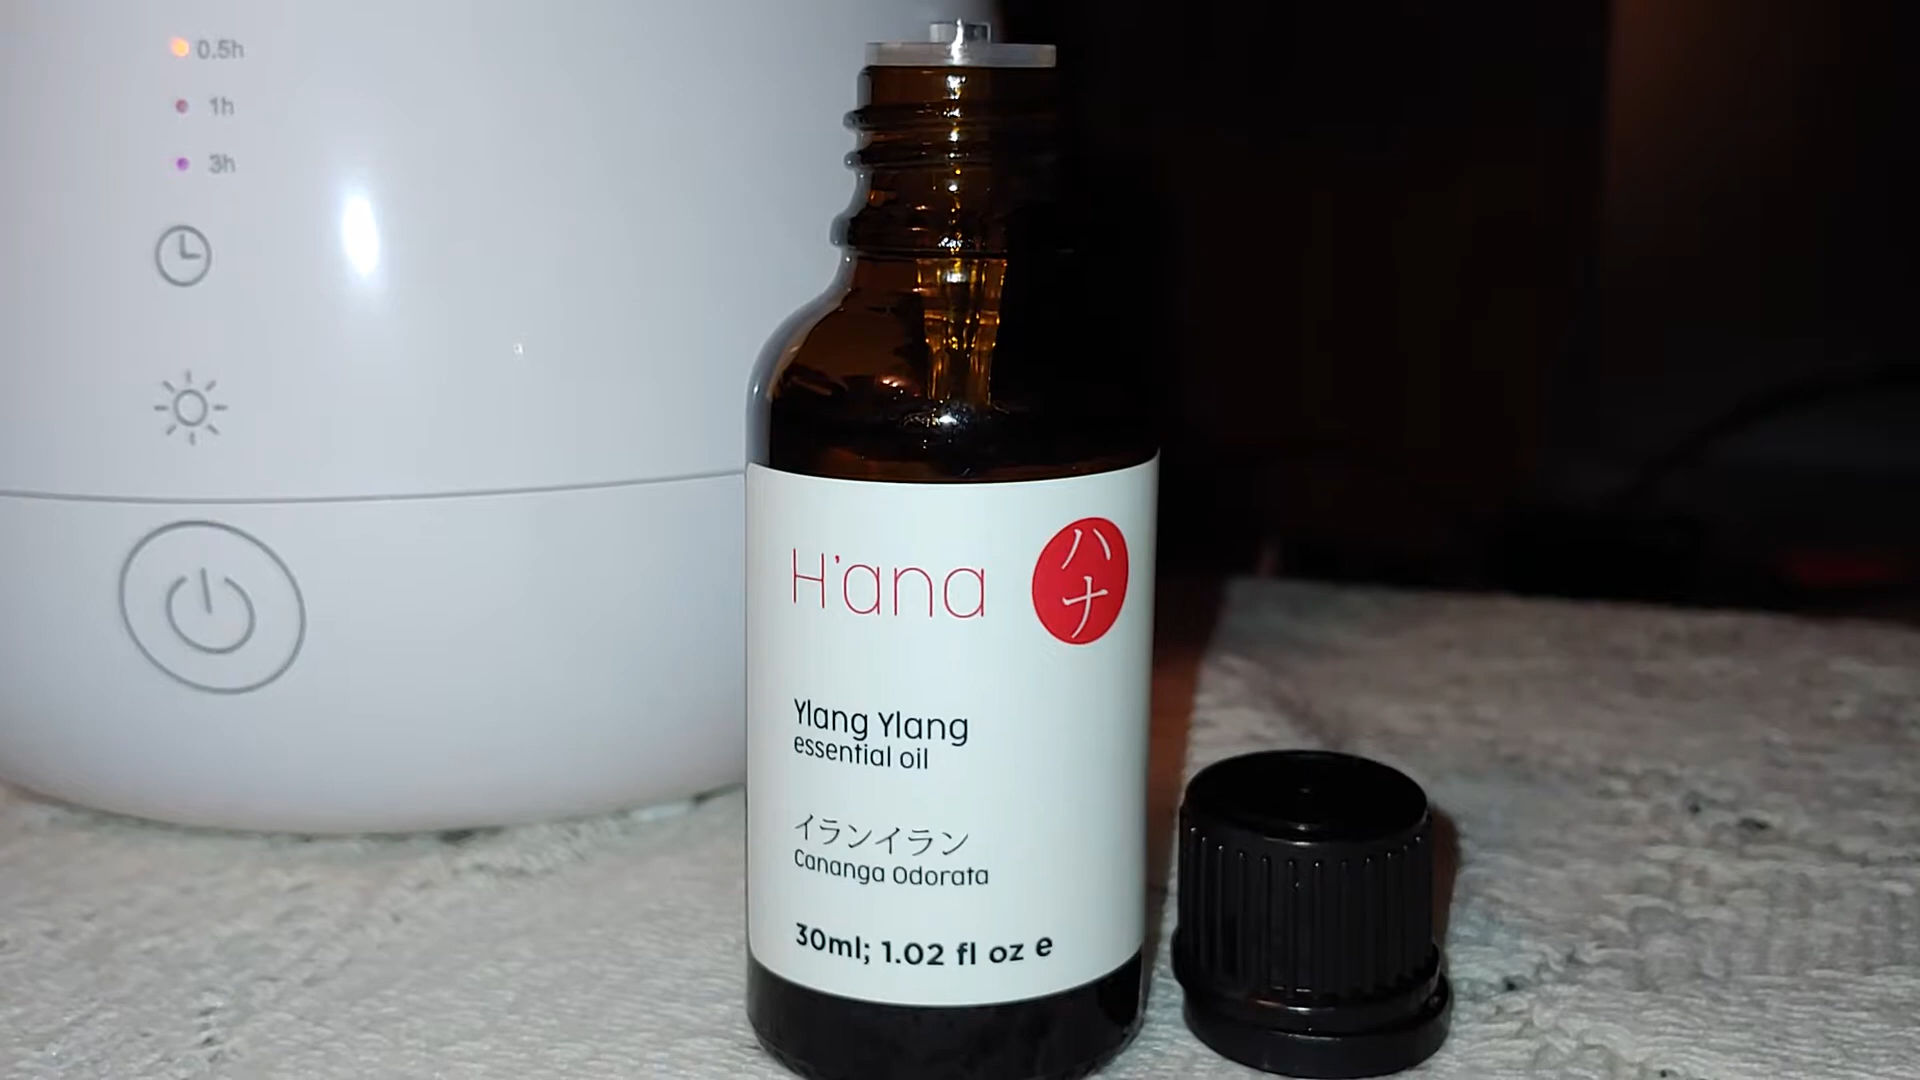 0.5h
1h
3h
H'ana
ハナ
Ylang Ylang
essential oil
イランイラン
Cananga Odorata
30ml; 1.02 fl oz e